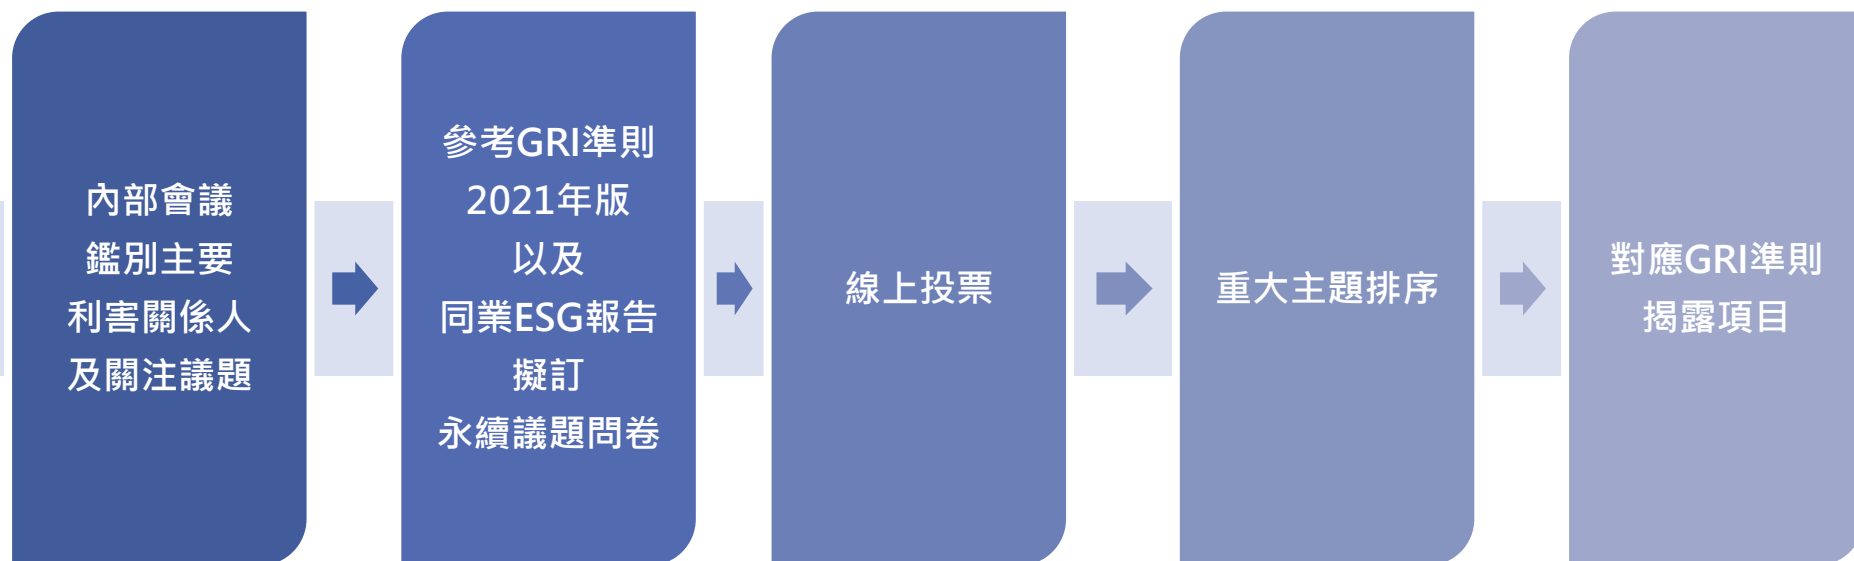 內部會議
鑑別主要
利害關係人
及關注議題
參考GRI準則
2021年版
以及
同業ESG報告
擬訂
永續議題問卷
線上投票
重大主題排序
對應GRI準則
揭露項目